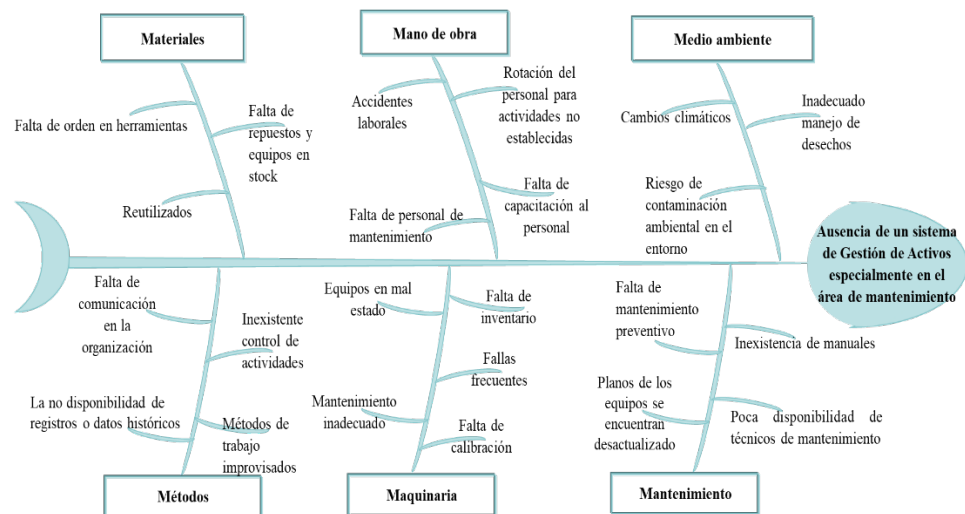 Materiales
Mano de obra
Medio ambiente
Falta de orden en herramientas
Falta de
repuestos y
equipos en
stock
Reutilizados
Accidentes
laborales
Rotación del
personal para
actividades no
establecidas
Falta de personal de
mantenimiento
Falta de
capacitación al
personal
Cambios climáticos
Inadecuado
manejo de
desechos
Riesgo de
contaminación
ambiental en el
entorno
Ausencia de un sistema
de Gestión de Activos
especialmente en el
área de mantenimiento
Falta de
comunicación
en la
organización
Inexistente
control de
actividades
La no disponibilidad de
registros o datos históricos
Métodos de
trabajo
improvisados
Equipos en mal
estado
Falta de
inventario
Fallas
frecuentes
Mantenimiento
inadecuado
Falta de
calibración
Falta de
mantenimiento
preventivo
Inexistencia de manuales
Planos de los
equipos se
encuentran
desactualizado
Poca disponibilidad de
técnicos de mantenimiento
Métodos
Maquinaria
Mantenimiento